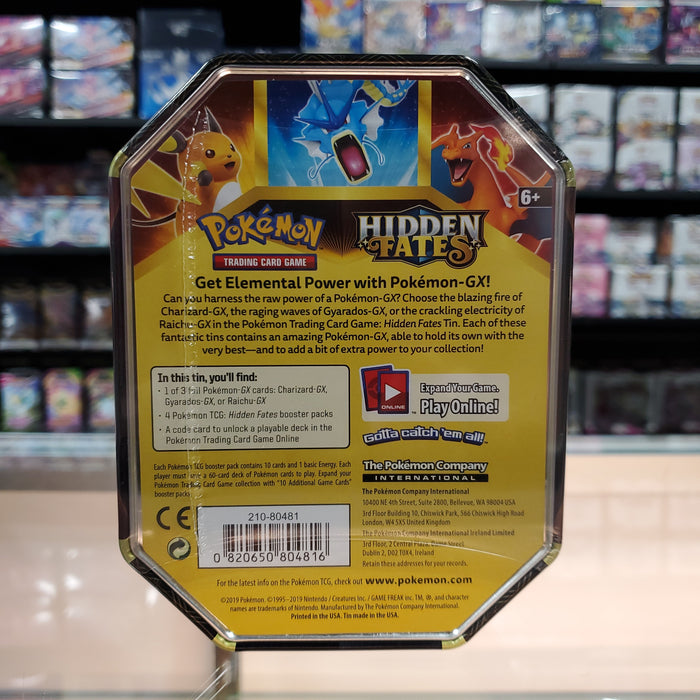 6+
POKéMON
TRADING CARD GAME
HIDDEN
FATES
Get Elemental Power with Pokémon-GX!
Can you harness the raw power of a Pokémon-GX? Choose the blazing fire of
Charizard-GX, the raging waves of Gyarados-GX, or the crackling electricity of
Raichu-GX in the Pokémon Trading Card Game: Hidden Fates Tin. Each of these
fantastic tins contains an amazing Pokémon-GX, able to hold its own with the
very best—and to add a bit of extra power to your collection!
In this tin, you'll find:
• 1 of 3 foil Pokémon-GX cards: Charizard-GX,
Gyarados-GX, or Raichu-GX
• 4 Pokémon TCG: Hidden Fates booster packs
• A code card to unlock a playable deck in the
Pokémon Trading Card Game Online
ONLINE
Expand Your Game.
Play Online!
Gotta catch 'em all!
The Pokémon Company
INTERNATIONAL
Each Pokémon TCG booster pack contains 10 cards and 1 basic Energy. Each
player must have a 60-card deck of Pokémon cards to play. Expand your
Pokémon Trading Card Game collection with "10 Additional Game Cards"
booster packs.
The Pokémon Company International
10400 NE 4th Street, Suite 2800, Bellevue, WA 98004 USA
3rd Floor Building 10, Chiswick Park, 566 Chiswick High Road
London, W4 5XS United Kingdom
The Pokémon Company International Ireland Limited
3rd Floor, 2 Central Plaza, Dame Street
Dublin 2, D02 T0X4, Ireland
Retain these addresses for your records.
CE
210-80481
0 820650 804816
For the latest info on the Pokémon TCG, check out www.pokemon.com
©2019 Pokémon. ©1995–2019 Nintendo / Creatures Inc. / GAME FREAK inc. TM, ®, and character
names are trademarks of Nintendo. Manufactured by The Pokémon Company International.
Printed in the USA. Tin made in the USA.